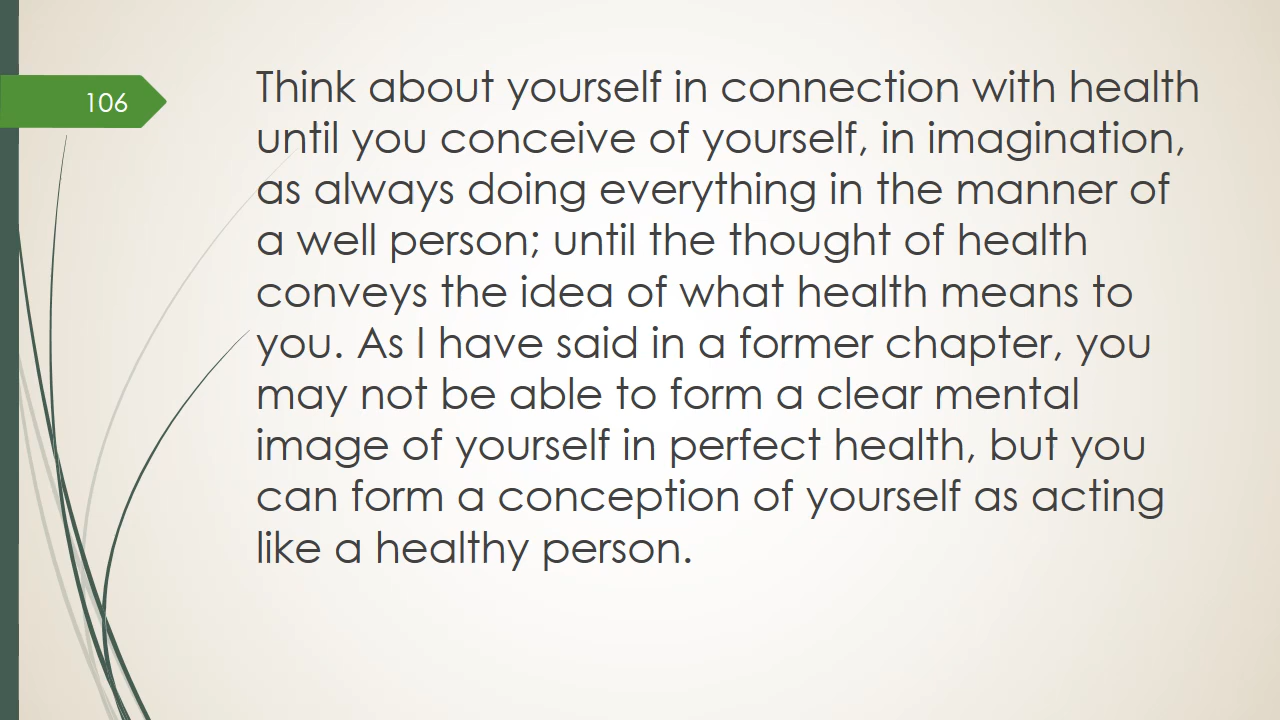 106
Think about yourself in connection with health
until you conceive of yourself, in imagination,
as always doing everything in the manner of
a well person; until the thought of health
conveys the idea of what health means to
you. As I have said in a former chapter, you
may not be able to form a clear mental
image of yourself in perfect health, but you
can form a conception of yourself as acting
like a healthy person.